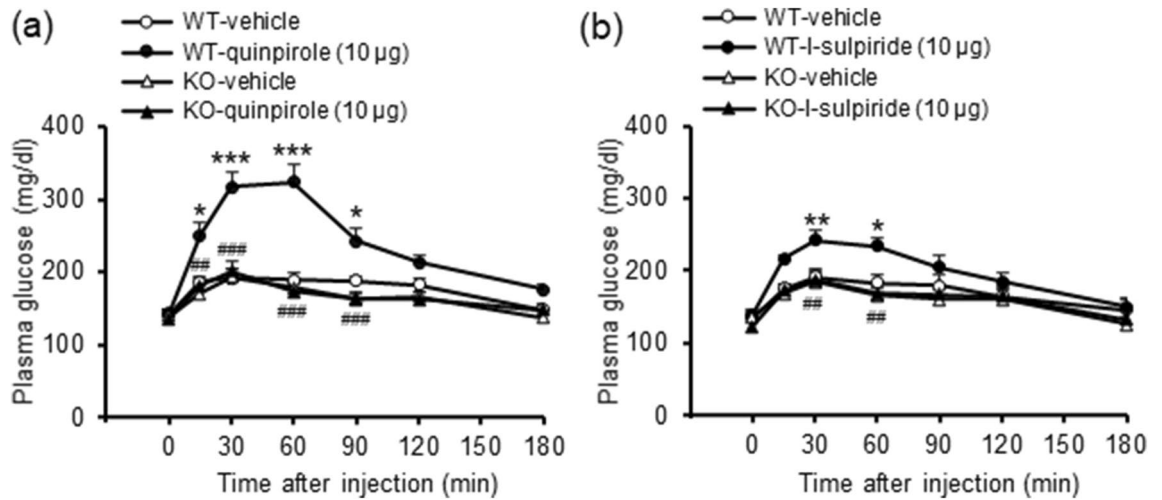 (a)
WT-vehicle
WT-quinpirole (10 µg)
KO-vehicle
KO-quinpirole (10 µg)
Plasma glucose (mg/dl)
400
300
200
100
0
*
***
***
*
##
###
###
###
0 30 60 90 120 150 180
Time after injection (min)
(b)
WT-vehicle
WT-l-sulpiride (10 µg)
KO-vehicle
KO-l-sulpiride (10 µg)
Plasma glucose (mg/dl)
400
300
200
100
0
**
*
##
##
0 30 60 90 120 150 180
Time after injection (min)